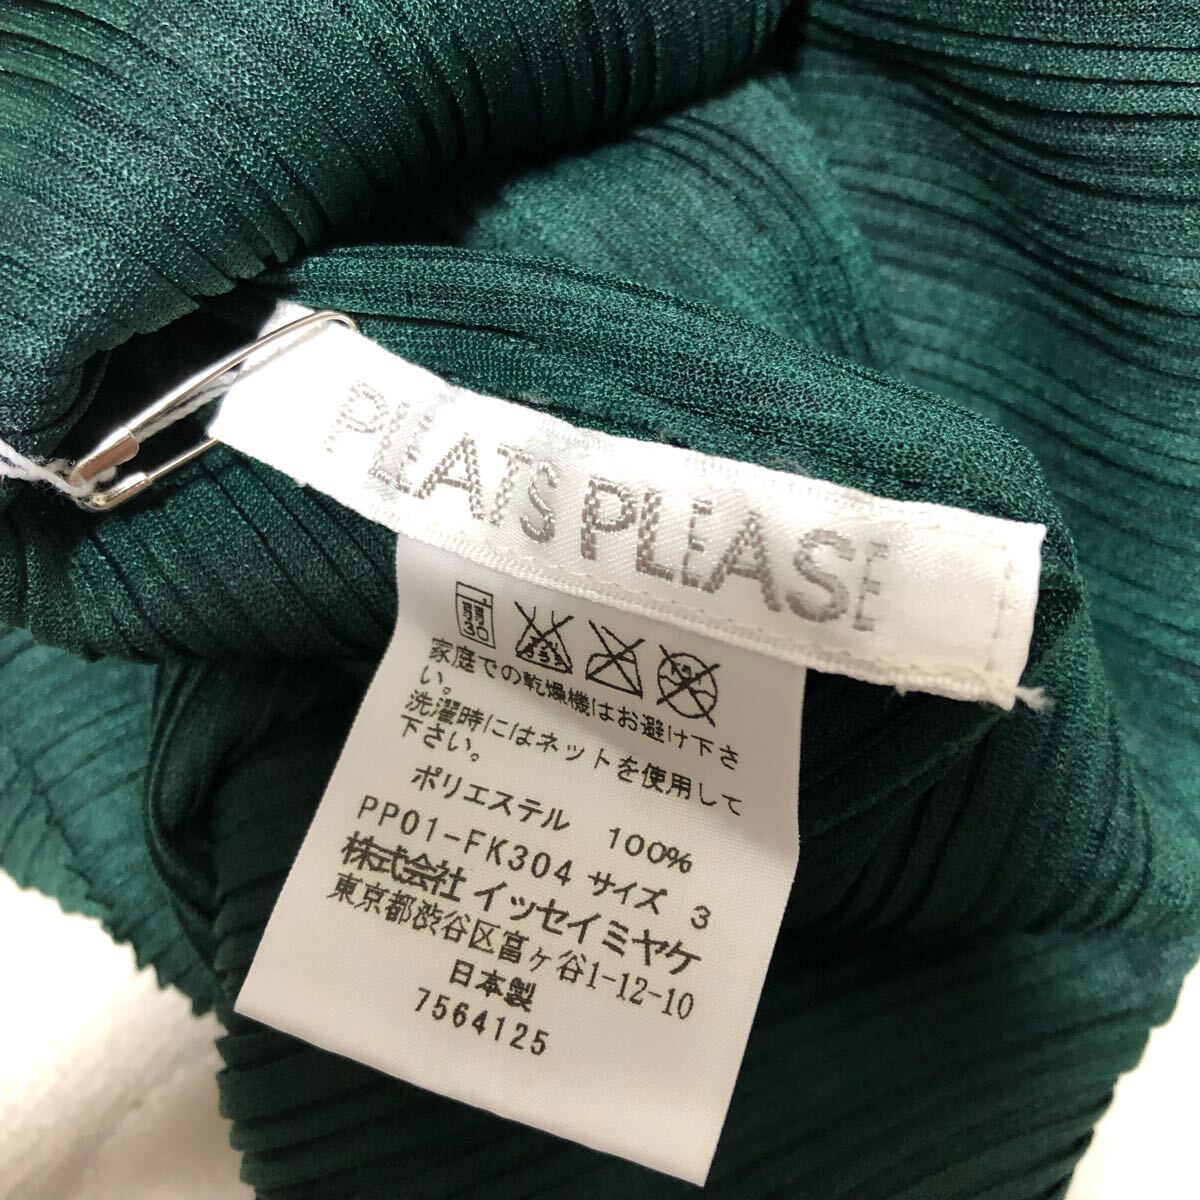 PLEATS PLEASE
家庭での乾燥機はお避け下さ
い。
洗濯時にはネットを使用して
下さい。
ポリエステル 100%
PP01-FK304 サイズ 3
株式会社 イッセイミヤケ
東京都渋谷区富ヶ谷1-12-10
日本製
7564125